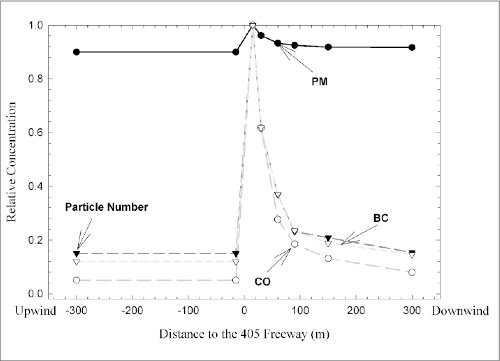 1.0
0.8
0.6
0.4
0.2
0.0
Relative Concentration
PM
Particle Number
BC
CO
Upwind -300 -200 -100 0 100 200 300 Downwind
Distance to the 405 Freeway (m)